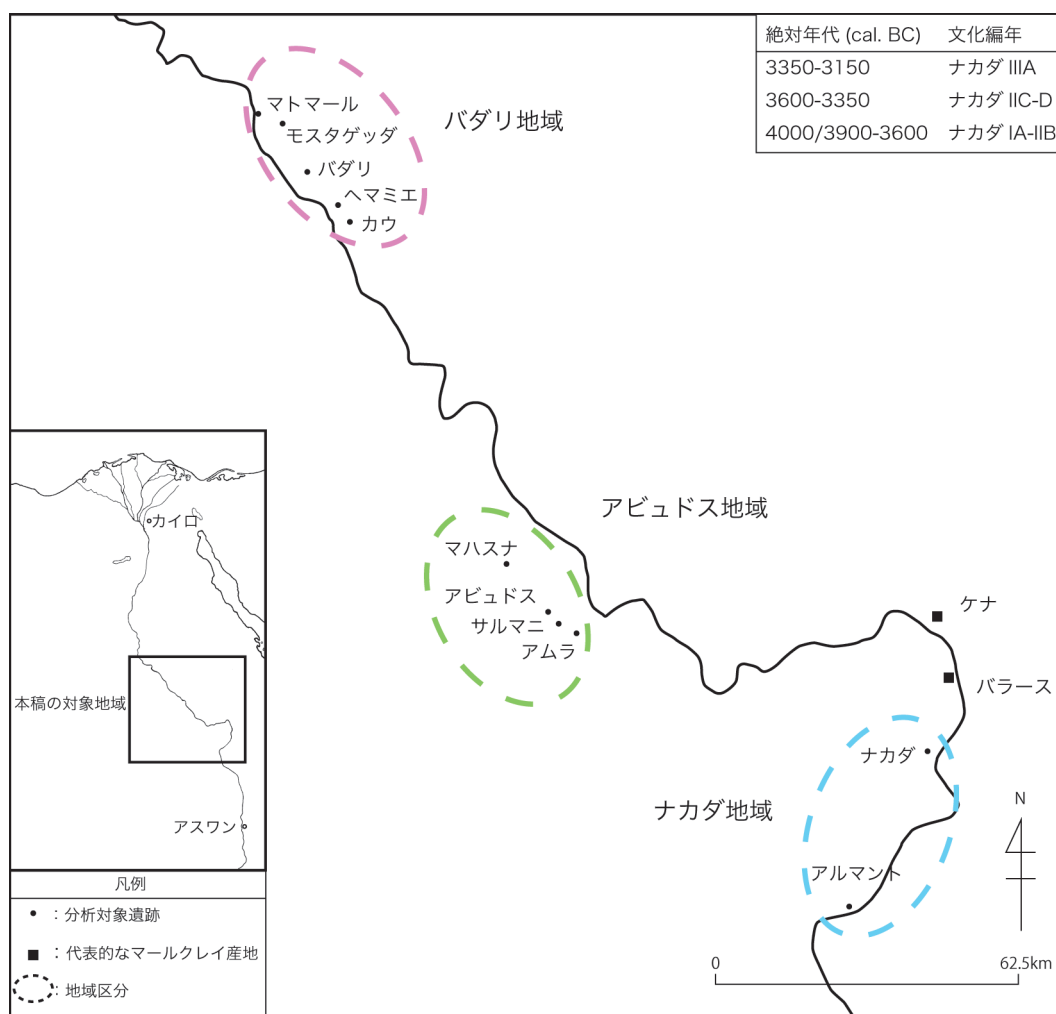 絶対年代 (cal. BC) 文化編年
3350-3150 ナカダ IIIA
3600-3350 ナカダ IIC-D
4000/3900-3600 ナカダ IA-IIB
マトマール
モスタゲッダ
バダリ地域
バダリ
ヘマミエ
カウ
アビュドス地域
マハスナ
アビュドス
サルマニ
アムラ
ケナ
バラース
ナカダ
ナカダ地域
アルマント
N
0 62.5km
カイロ
本稿の対象地域
アスワン
凡例
：分析対象遺跡
：代表的なマールクレイ産地
：地域区分